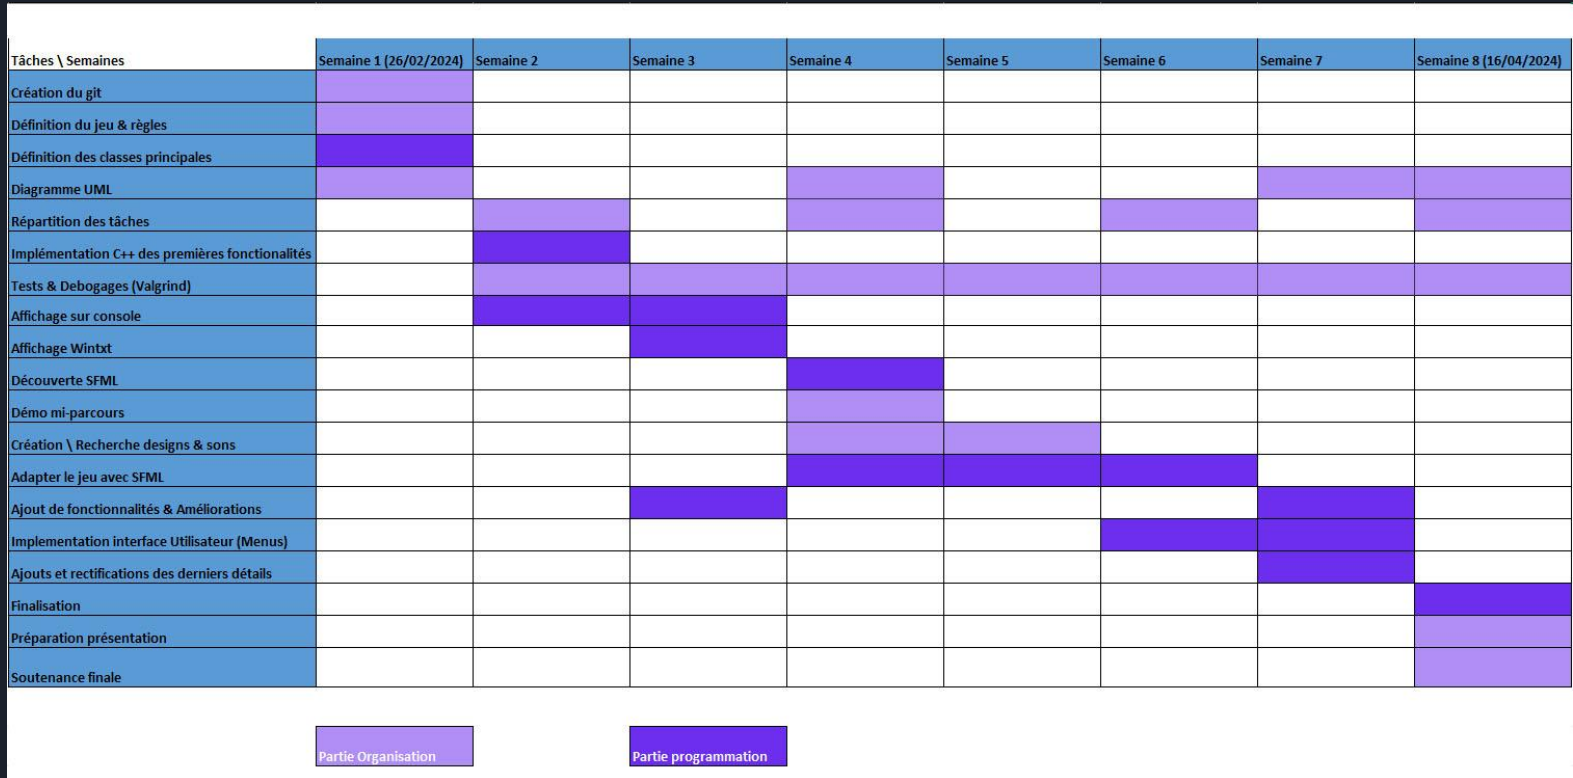 Tâches \ Semaines
Semaine 1 (26/02/2024)
Semaine 2
Semaine 3
Semaine 4
Semaine 5
Semaine 6
Semaine 7
Semaine 8 (16/04/2024)
Création du git
Définition du jeu & règles
Définition des classes principales
Diagramme UML
Répartition des tâches
Implémentation C++ des premières fonctionalités
Tests & Debogages (Valgrind)
Affichage sur console
Affichage Wintxt
Découverte SFML
Démo mi-parcours
Création \ Recherche designs & sons
Adapter le jeu avec SFML
Ajout de fonctionnalités & Améliorations
Implementation interface Utilisateur (Menus)
Ajouts et rectifications des derniers détails
Finalisation
Préparation présentation
Soutenance finale
Partie Organisation
Partie programmation